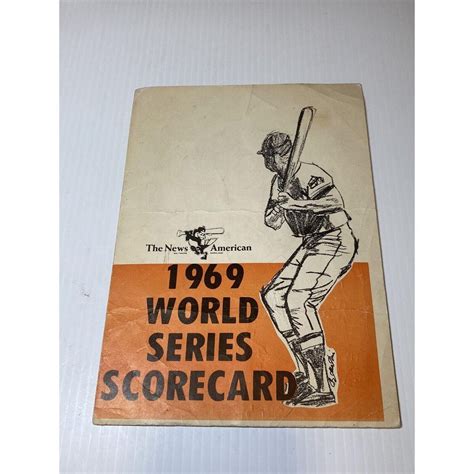 The News American
1969
WORLD
SERIES
SCORECARD